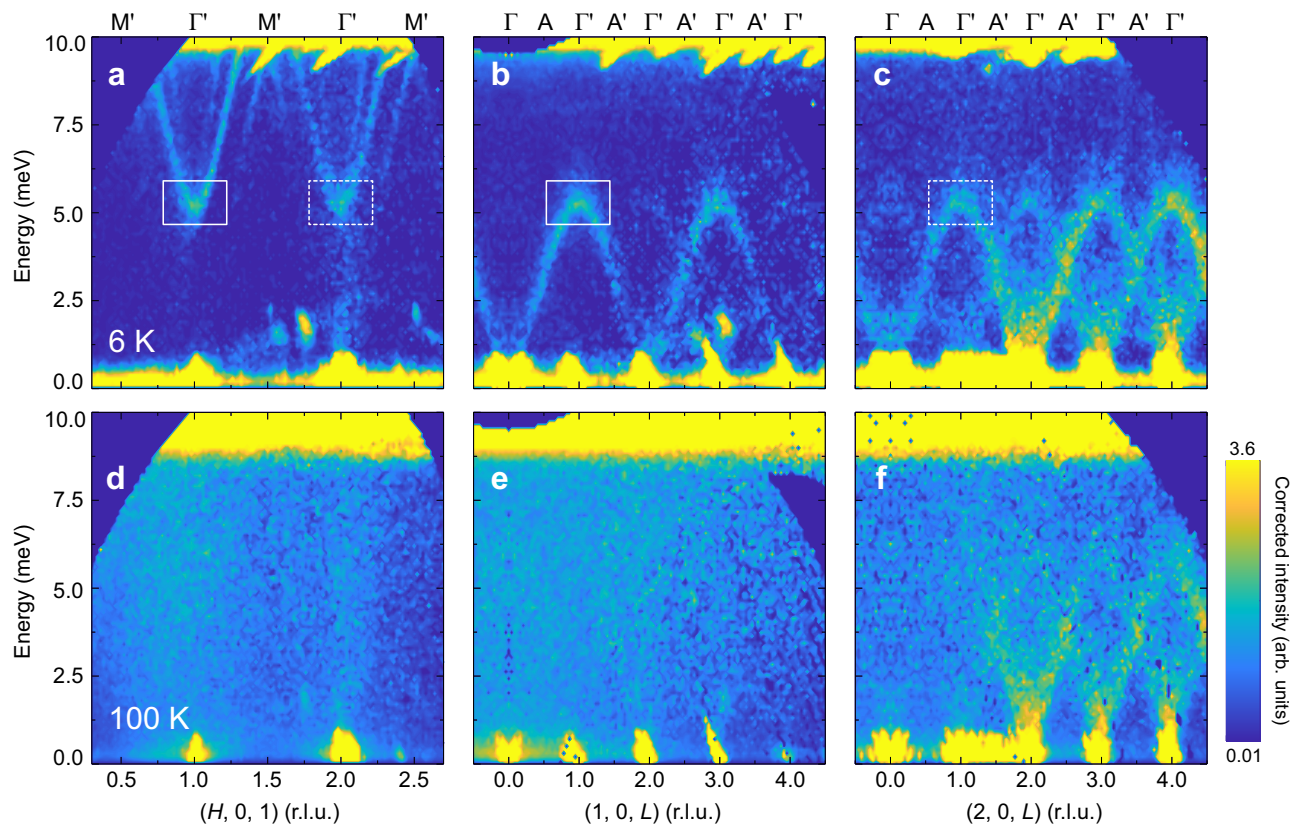 M' Γ' M' Γ' M'
Γ A Γ' A' Γ' A' Γ' A' Γ'
Γ A Γ' A' Γ' A' Γ' A' Γ'
a
b
c
10.0
7.5
5.0
2.5
0.0
Energy (meV)
6 K
d
e
f
7.5
5.0
2.5
0.0
Energy (meV)
100 K
0.5 1.0 1.5 2.0 2.5
0.0 1.0 2.0 3.0 4.0
0.0 1.0 2.0 3.0 4.0
(H, 0, 1) (r.l.u.)
(1, 0, L) (r.l.u.)
(2, 0, L) (r.l.u.)
3.6
0.01
Corrected intensity (arb. units)